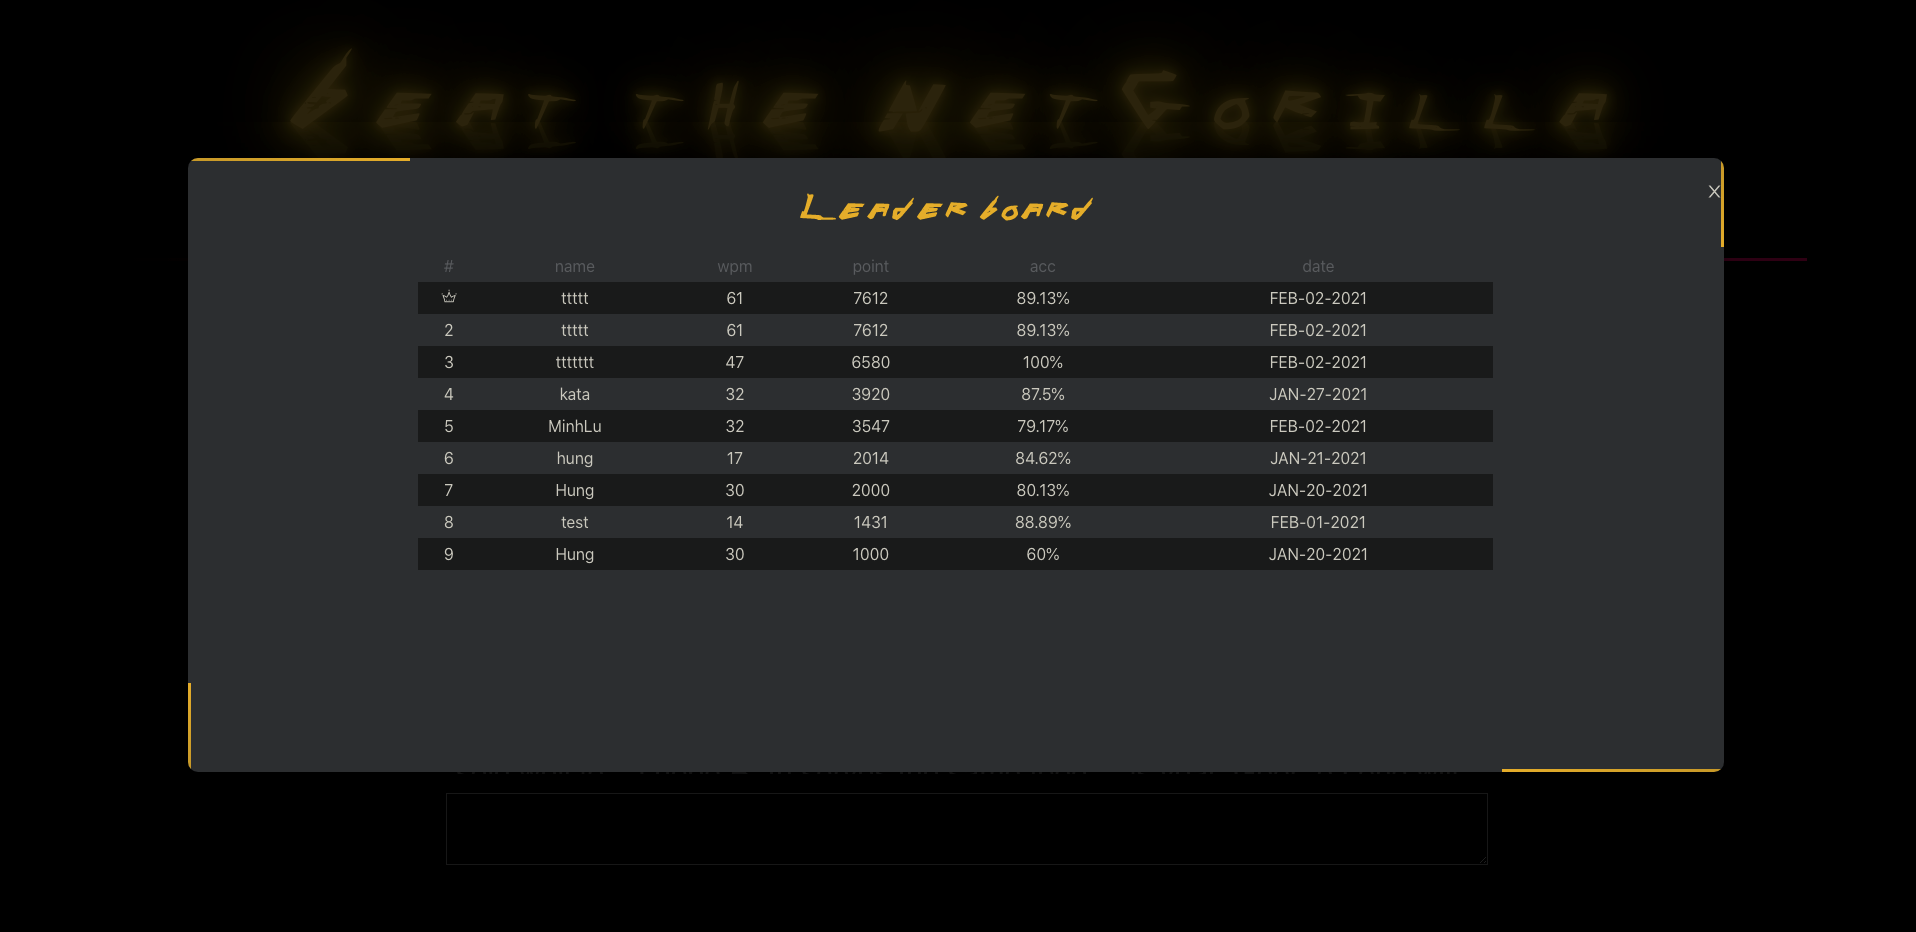 beat the NetGorilla
Leader board
X
# name wpm point acc date
ttttt 61 7612 89.13% FEB-02-2021
2 ttttt 61 7612 89.13% FEB-02-2021
3 ttttttt 47 6580 100% FEB-02-2021
4 kata 32 3920 87.5% JAN-27-2021
5 MinhLu 32 3547 79.17% FEB-02-2021
6 hung 17 2014 84.62% JAN-21-2021
7 Hung 30 2000 80.13% JAN-20-2021
8 test 14 1431 88.89% FEB-01-2021
9 Hung 30 1000 60% JAN-20-2021